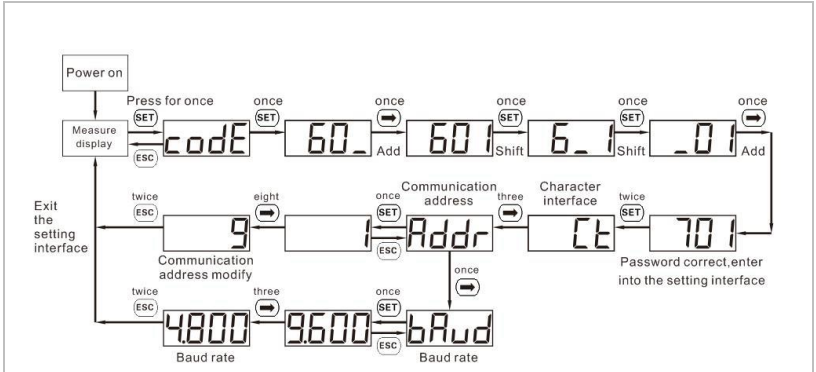 Power on
Press for once
once
once
once
once
once
SET
SET
➡
SET
SET
➡
Measure
display
codE
60_
601
6_1
_01
ESC
Add
Shift
Shift
Add
Exit
the
setting
interface
twice
eight
once
Communication
address
three
Character
interface
twice
ESC
➡
SET
➡
SET
9
1
Addr
Ct
701
ESC
Communication
address modify
Password correct,enter
into the setting interface
once
➡
twice
three
once
ESC
➡
SET
4.800
9.600
bAud
ESC
Baud rate
Baud rate